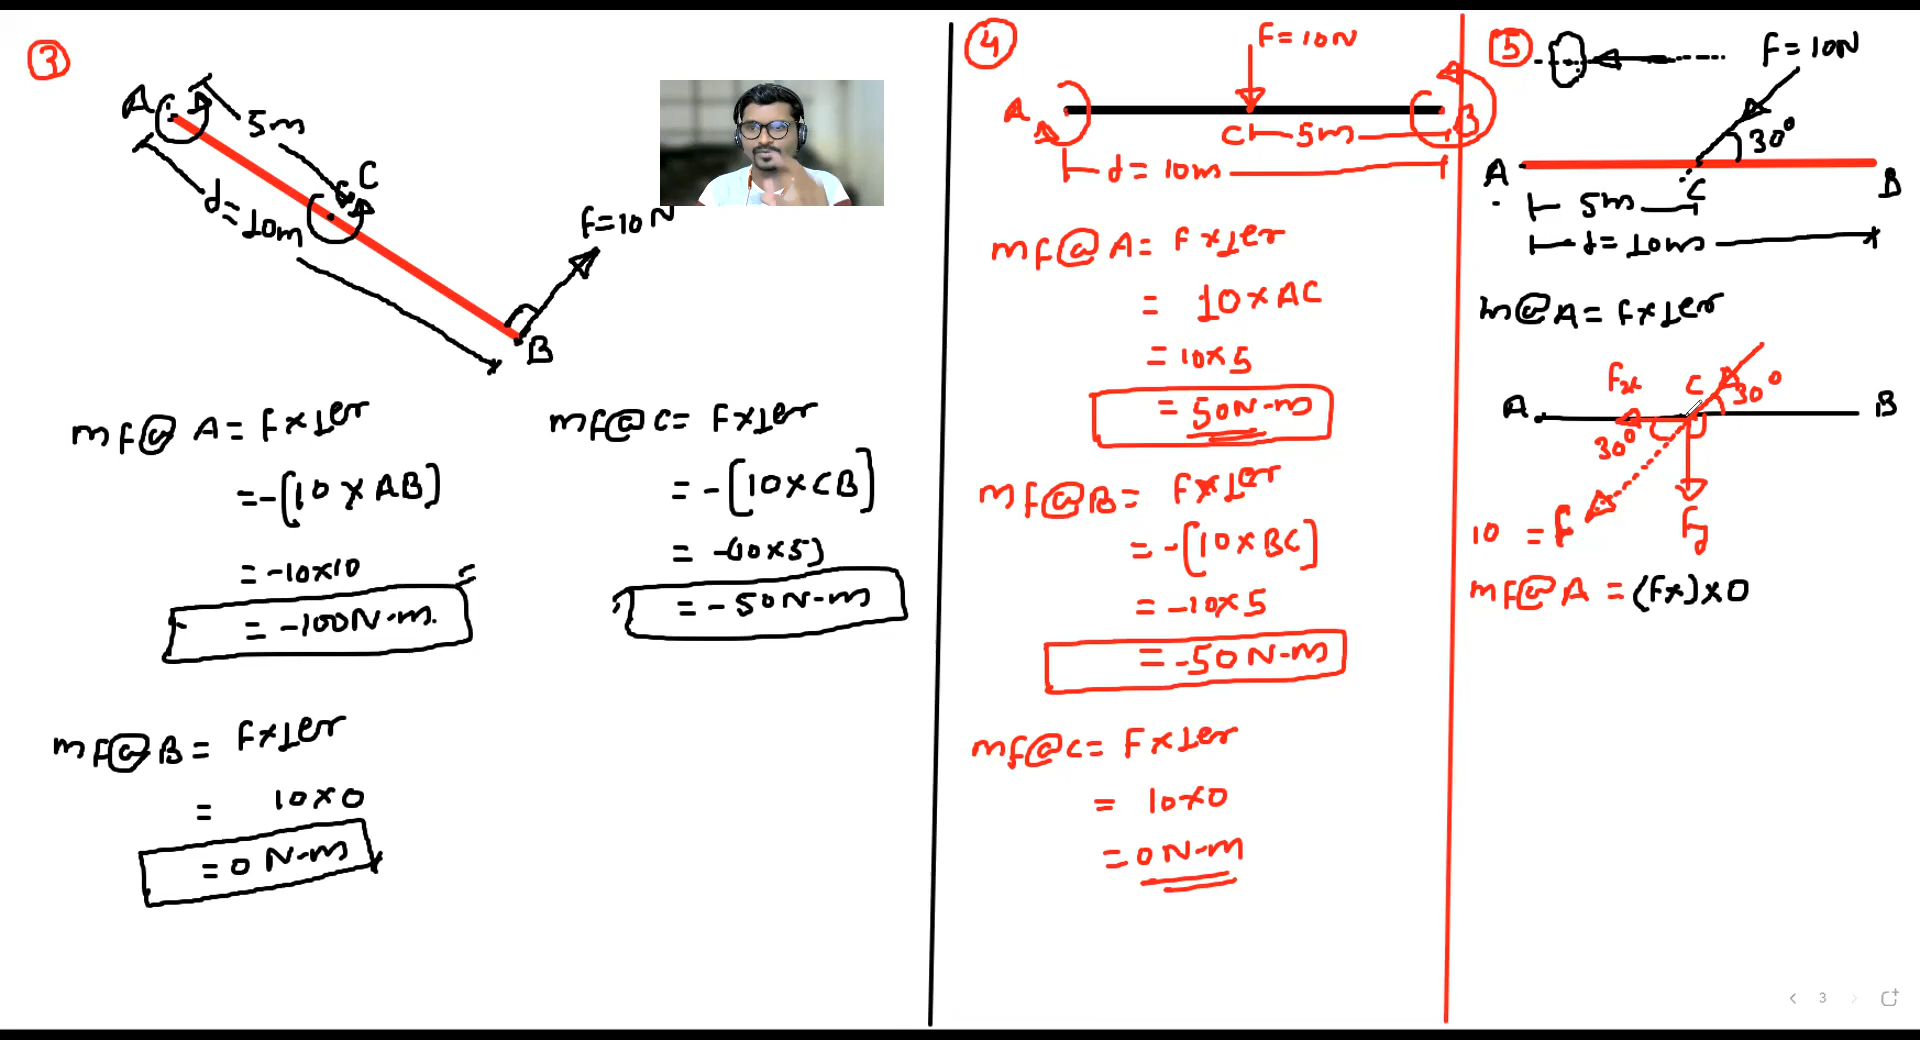 3
A
5m
C
d=10m
F=10N
B
mf@A= F×⊥er
=-[10×AB]
=-10×10
=-100N-m.
mf@C= F×⊥er
=-[10×CB]
=-(10×5)
=-50N-m
mf@B= F×⊥er
= 10×0
=0 N-m
4
F=10N
A
B
C
5m
d=10m
mf@A= F×⊥er
= 10×AC
=10×5
= 50N-m
mf@B= F×⊥er
=-[10×BC]
=-10×5
=-50N-m
mf@C= F×⊥er
= 10×0
=0N-m
5
F=10N
30°
A
C
B
5m
d=10m
m@A= F×⊥er
Fx
C
30°
A
B
30°
10 =F
Fy
mf@A =(Fx)×0
3